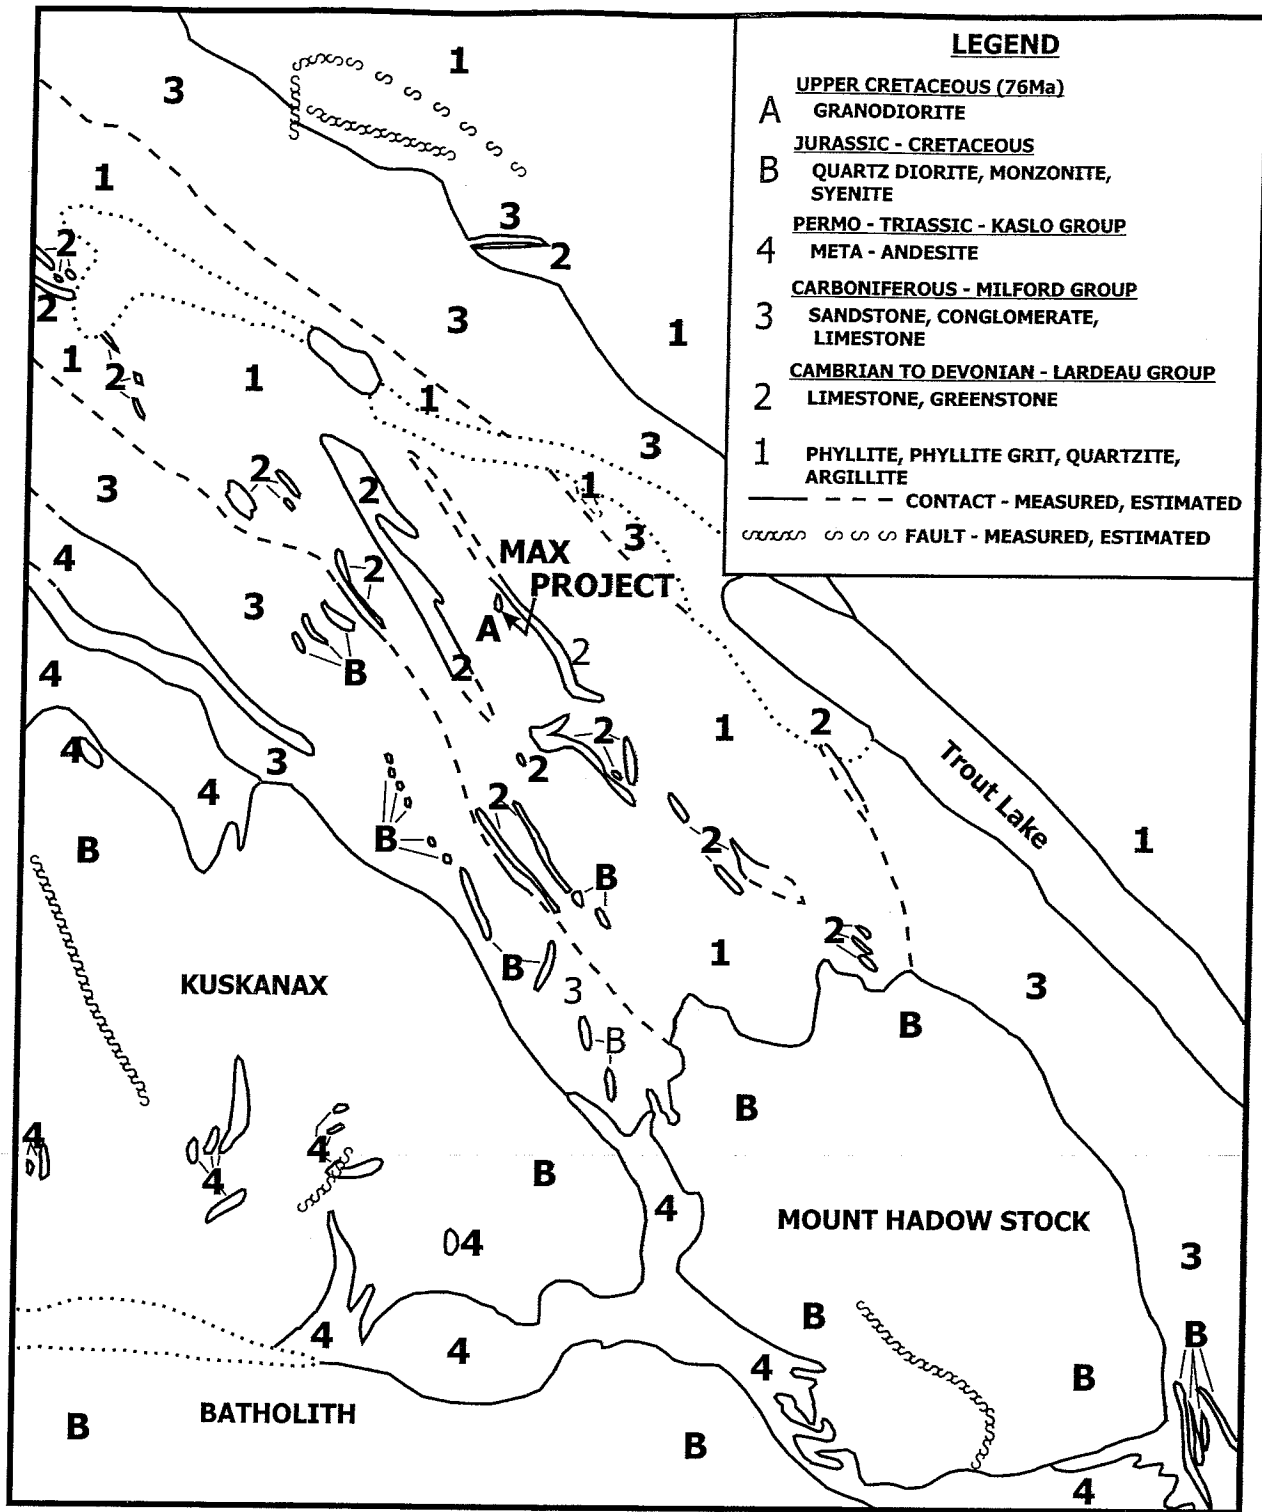 LEGEND
UPPER CRETACEOUS (76Ma)
A GRANODIORITE
JURASSIC - CRETACEOUS
B QUARTZ DIORITE, MONZONITE,
SYENITE
PERMO - TRIASSIC - KASLO GROUP
4 META - ANDESITE
CARBONIFEROUS - MILFORD GROUP
3 SANDSTONE, CONGLOMERATE,
LIMESTONE
CAMBRIAN TO DEVONIAN - LARDEAU GROUP
2 LIMESTONE, GREENSTONE
1 PHYLLITE, PHYLLITE GRIT, QUARTZITE,
ARGILLITE
CONTACT - MEASURED, ESTIMATED
FAULT - MEASURED, ESTIMATED
1
3
1
3
2
2
2
3
1
1
2
1
1
3
2
2
1
3
3
4
2
3
MAX
PROJECT
A
3
B
2
2
4
1
2
2
4
3
2
4
2
Trout Lake
B
B
2
1
B
2
B
1
3
KUSKANAX
3
B
B
B
4
4
4
B
4
MOUNT HADOW STOCK
4
3
B
4
4
B
4
B
BATHOLITH
B
B
4